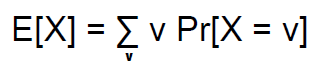 E[X] = ∑ v Pr[X = v]
v